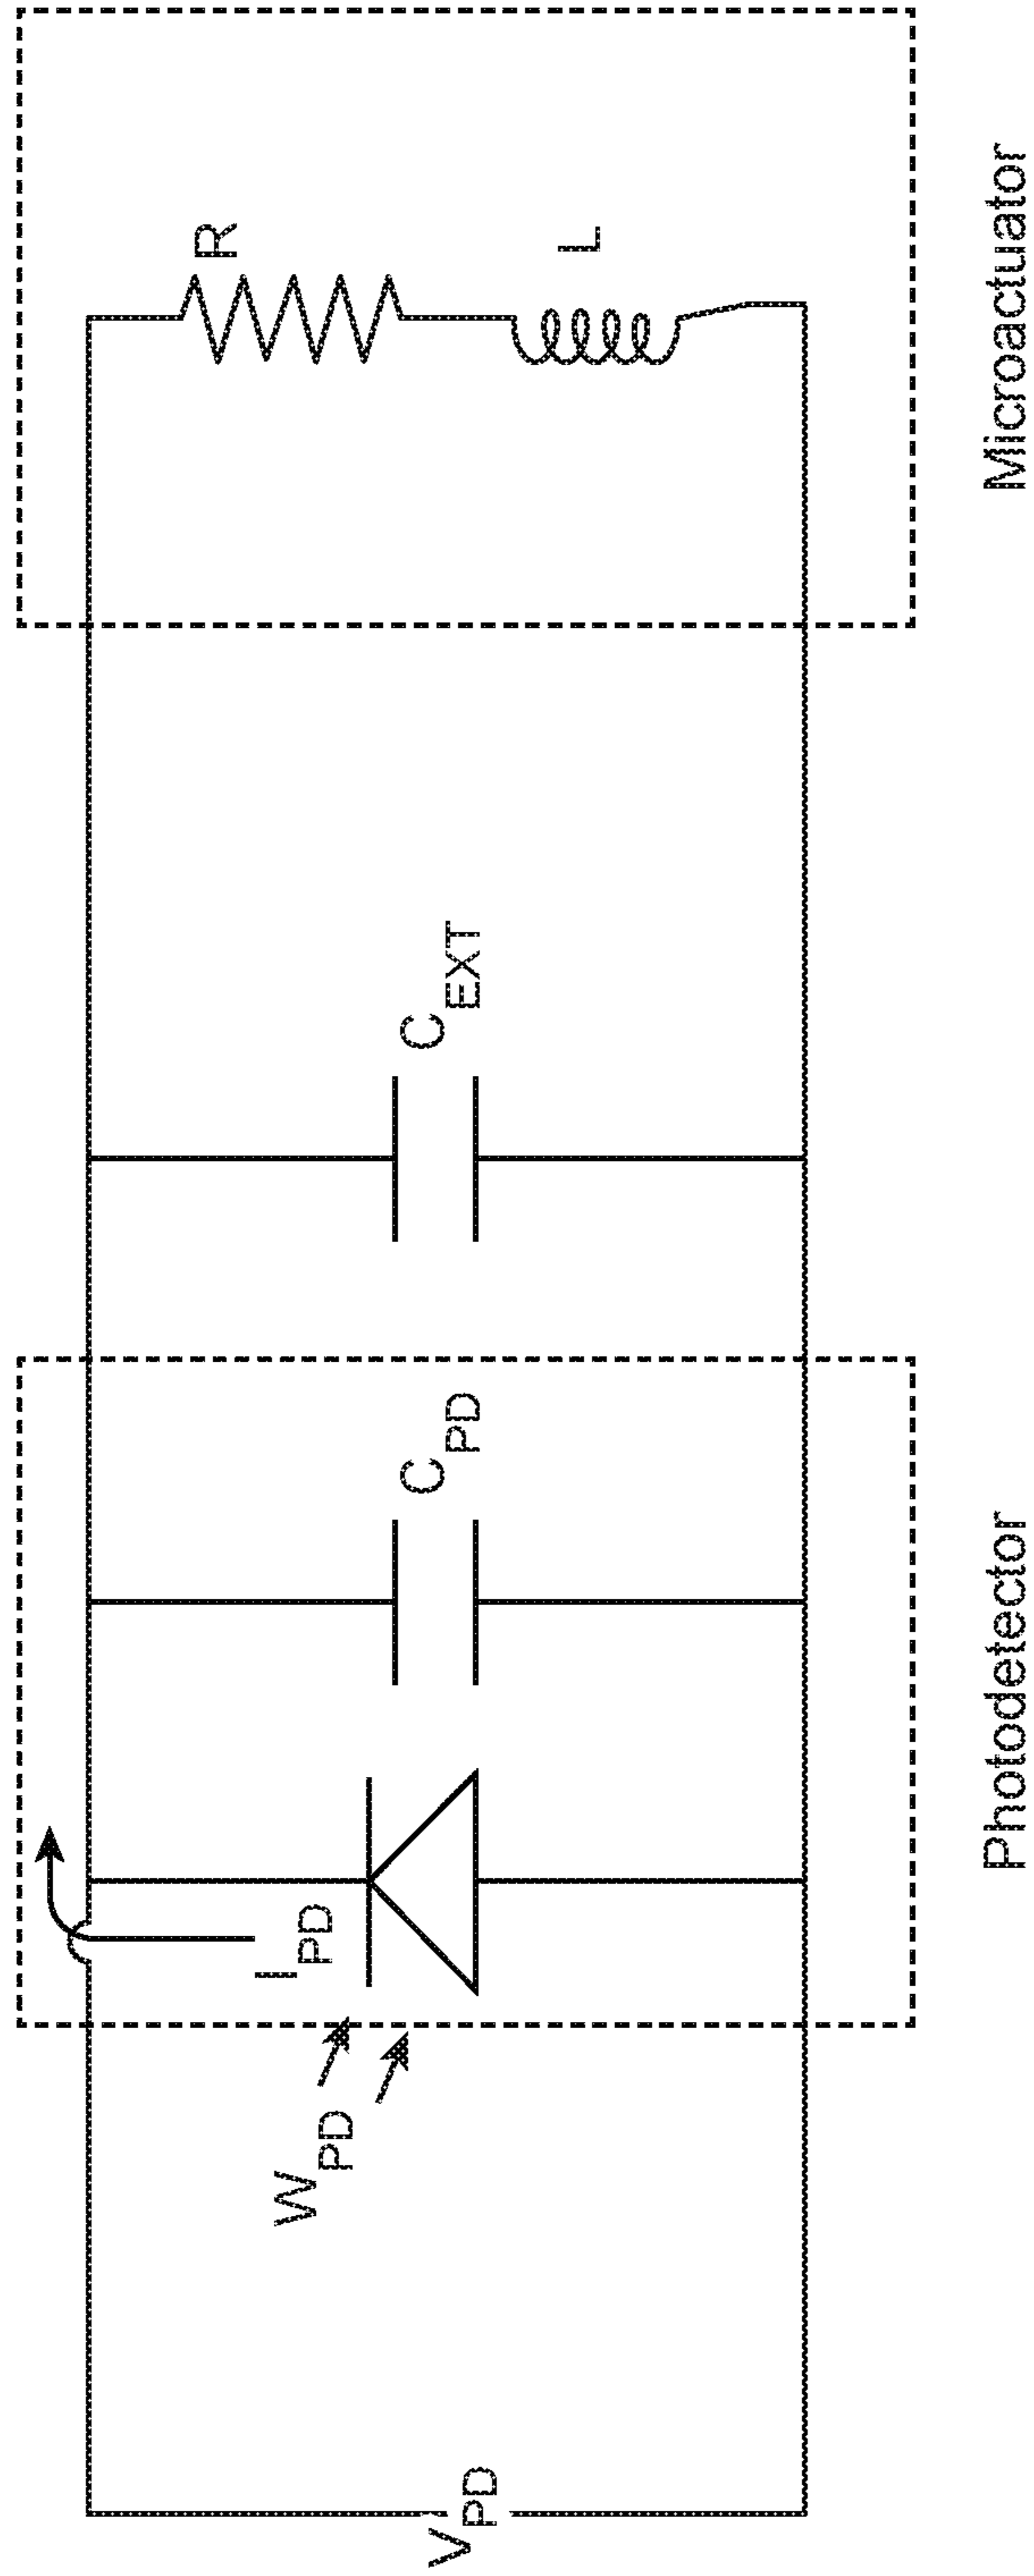 V_PD
W_PD
I_PD
C_PD
C_EXT
R
L
Photodetector
Microactuator